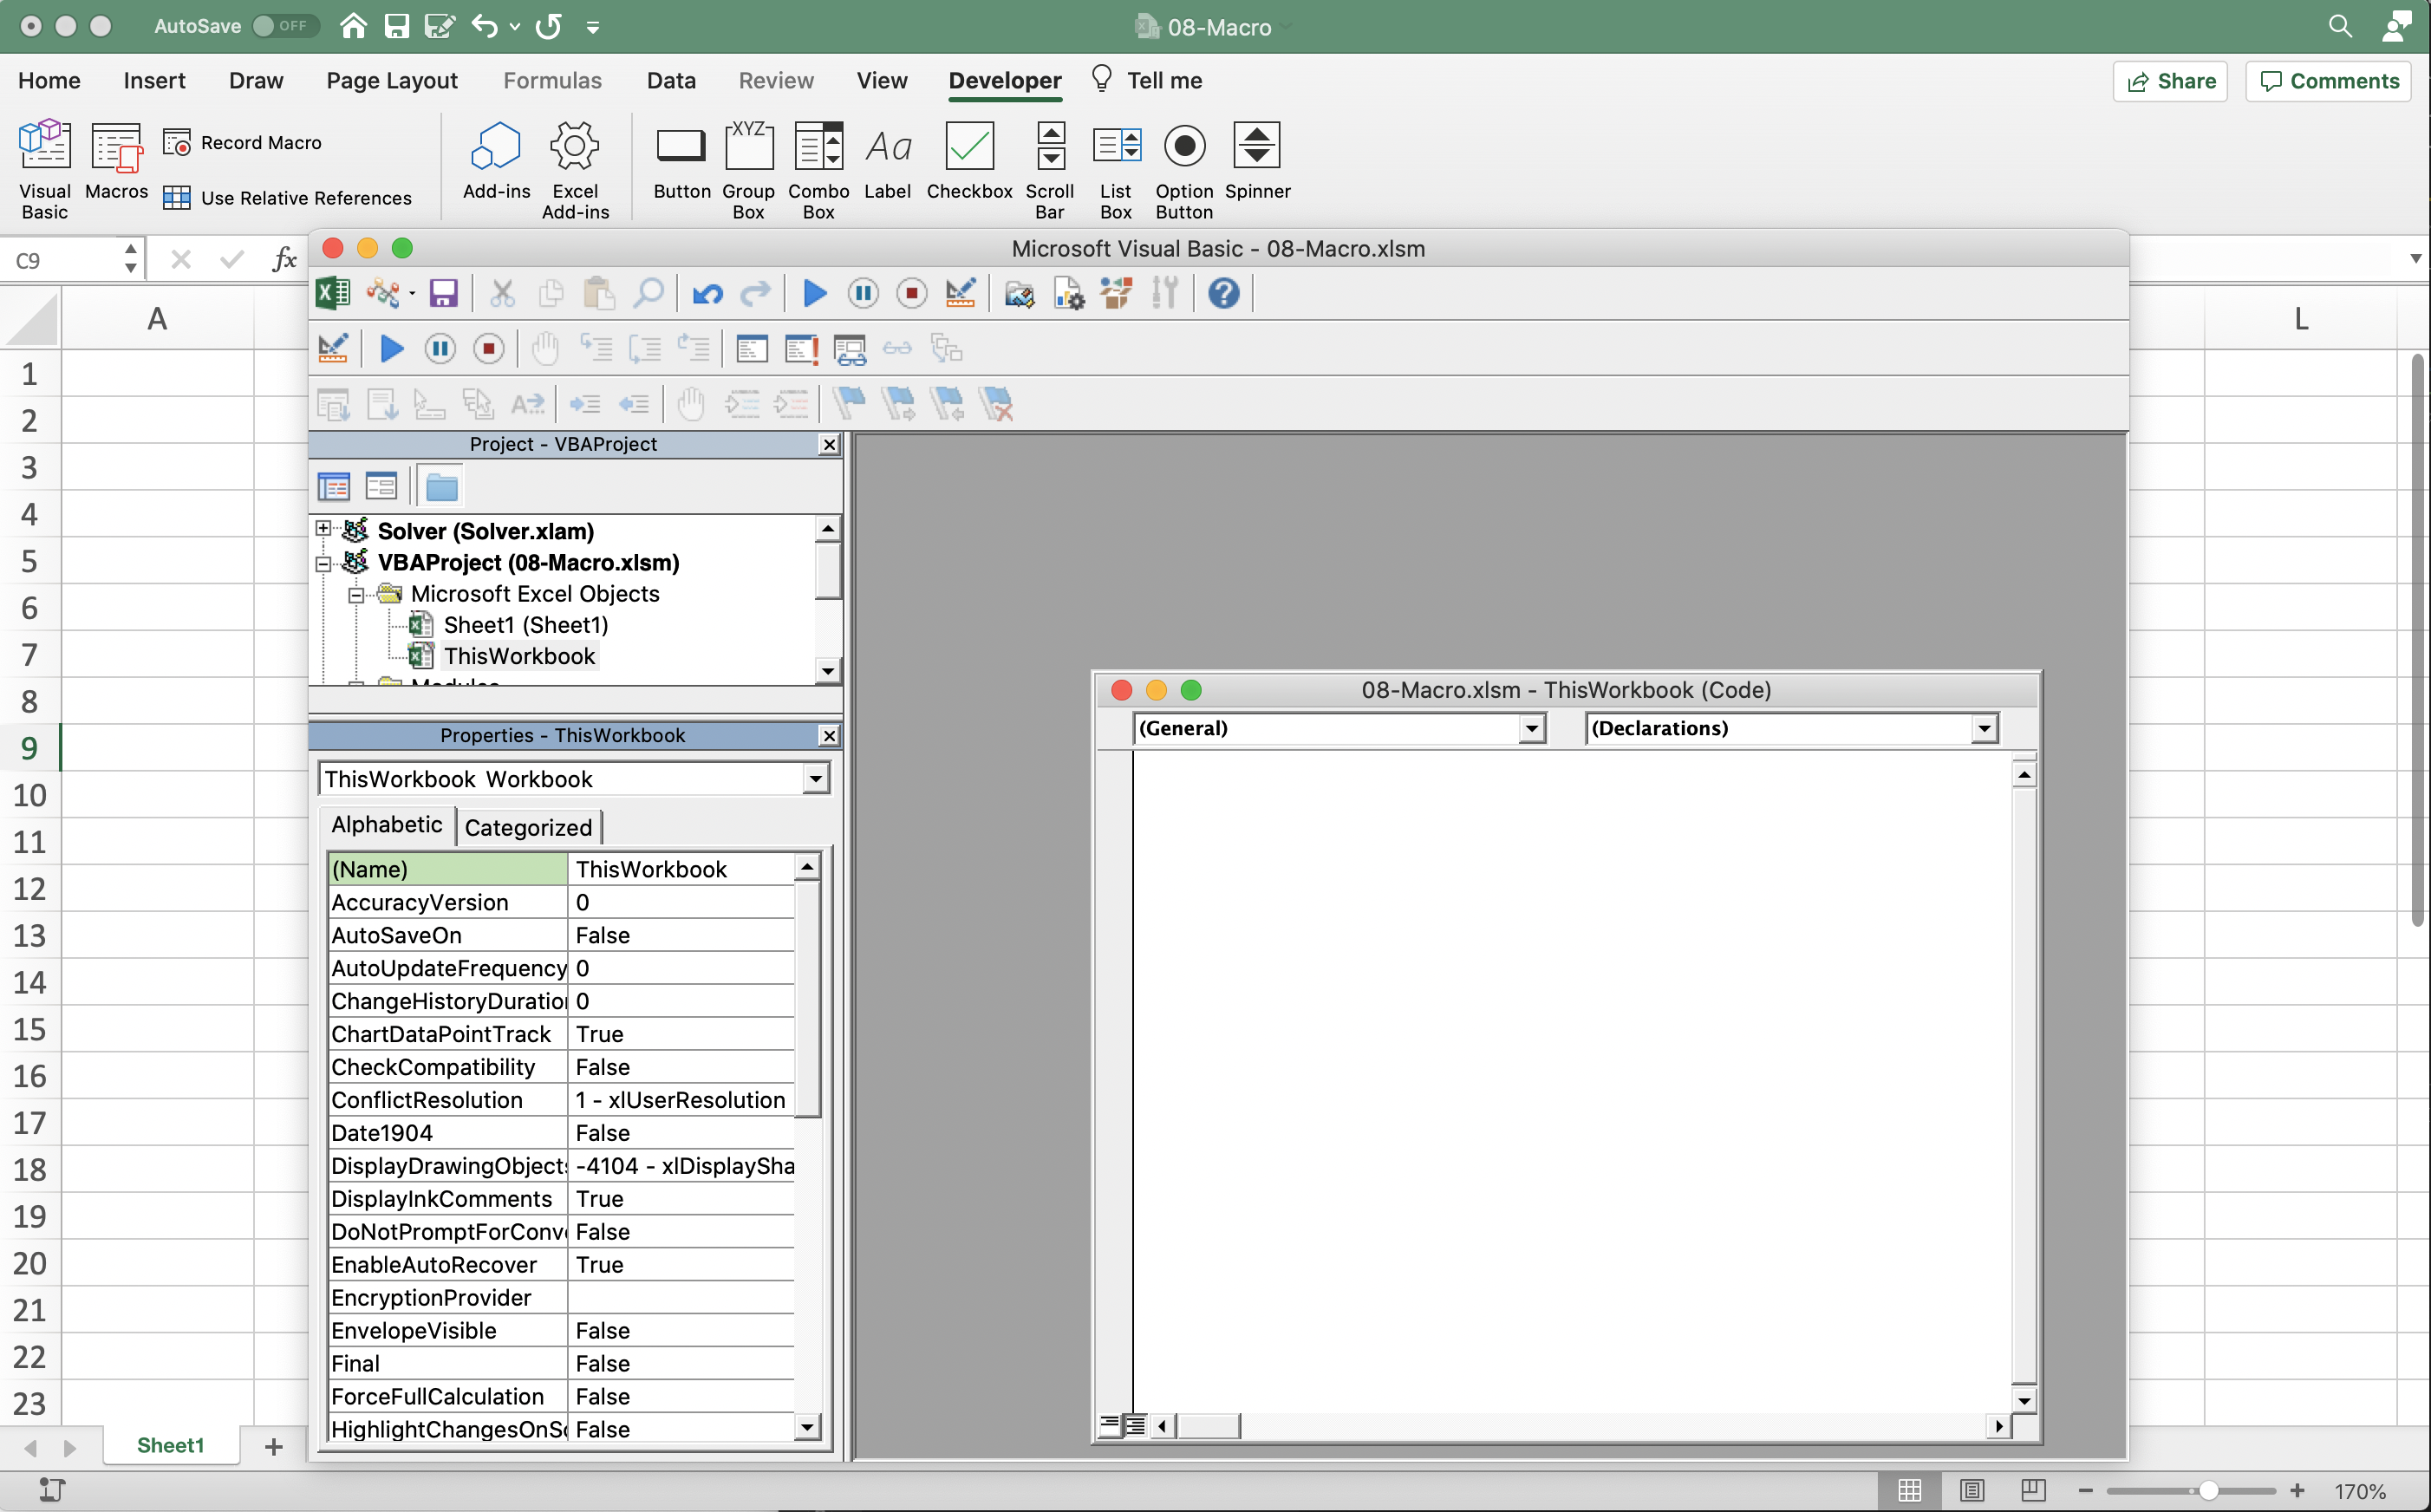 AutoSave OFF
08-Macro
Home Insert Draw Page Layout Formulas Data Review View Developer Tell me Share Comments
Visual Basic
Macros
Record Macro
Use Relative References
Add-ins
Excel Add-ins
Button
Group Box
Combo Box
Label
Checkbox
Scroll Bar
List Box
Option Button
Spinner
XYZ
Aa
C9 fx
Microsoft Visual Basic - 08-Macro.xlsm
A L
1
2
3
4
5
6
7
8
9
10
11
12
13
14
15
16
17
18
19
20
21
22
23
Project - VBAProject
Solver (Solver.xlam)
VBAProject (08-Macro.xlsm)
Microsoft Excel Objects
Sheet1 (Sheet1)
ThisWorkbook
Properties - ThisWorkbook
ThisWorkbook Workbook
Alphabetic Categorized
(Name) ThisWorkbook
AccuracyVersion 0
AutoSaveOn False
AutoUpdateFrequency 0
ChangeHistoryDuratio 0
ChartDataPointTrack True
CheckCompatibility False
ConflictResolution 1 - xlUserResolution
Date1904 False
DisplayDrawingObject -4104 - xlDisplaySha
DisplayInkComments True
DoNotPromptForConv False
EnableAutoRecover True
EncryptionProvider
EnvelopeVisible False
Final False
ForceFullCalculation False
HighlightChangesOnS False
08-Macro.xlsm - ThisWorkbook (Code)
(General) (Declarations)
Sheet1
170%